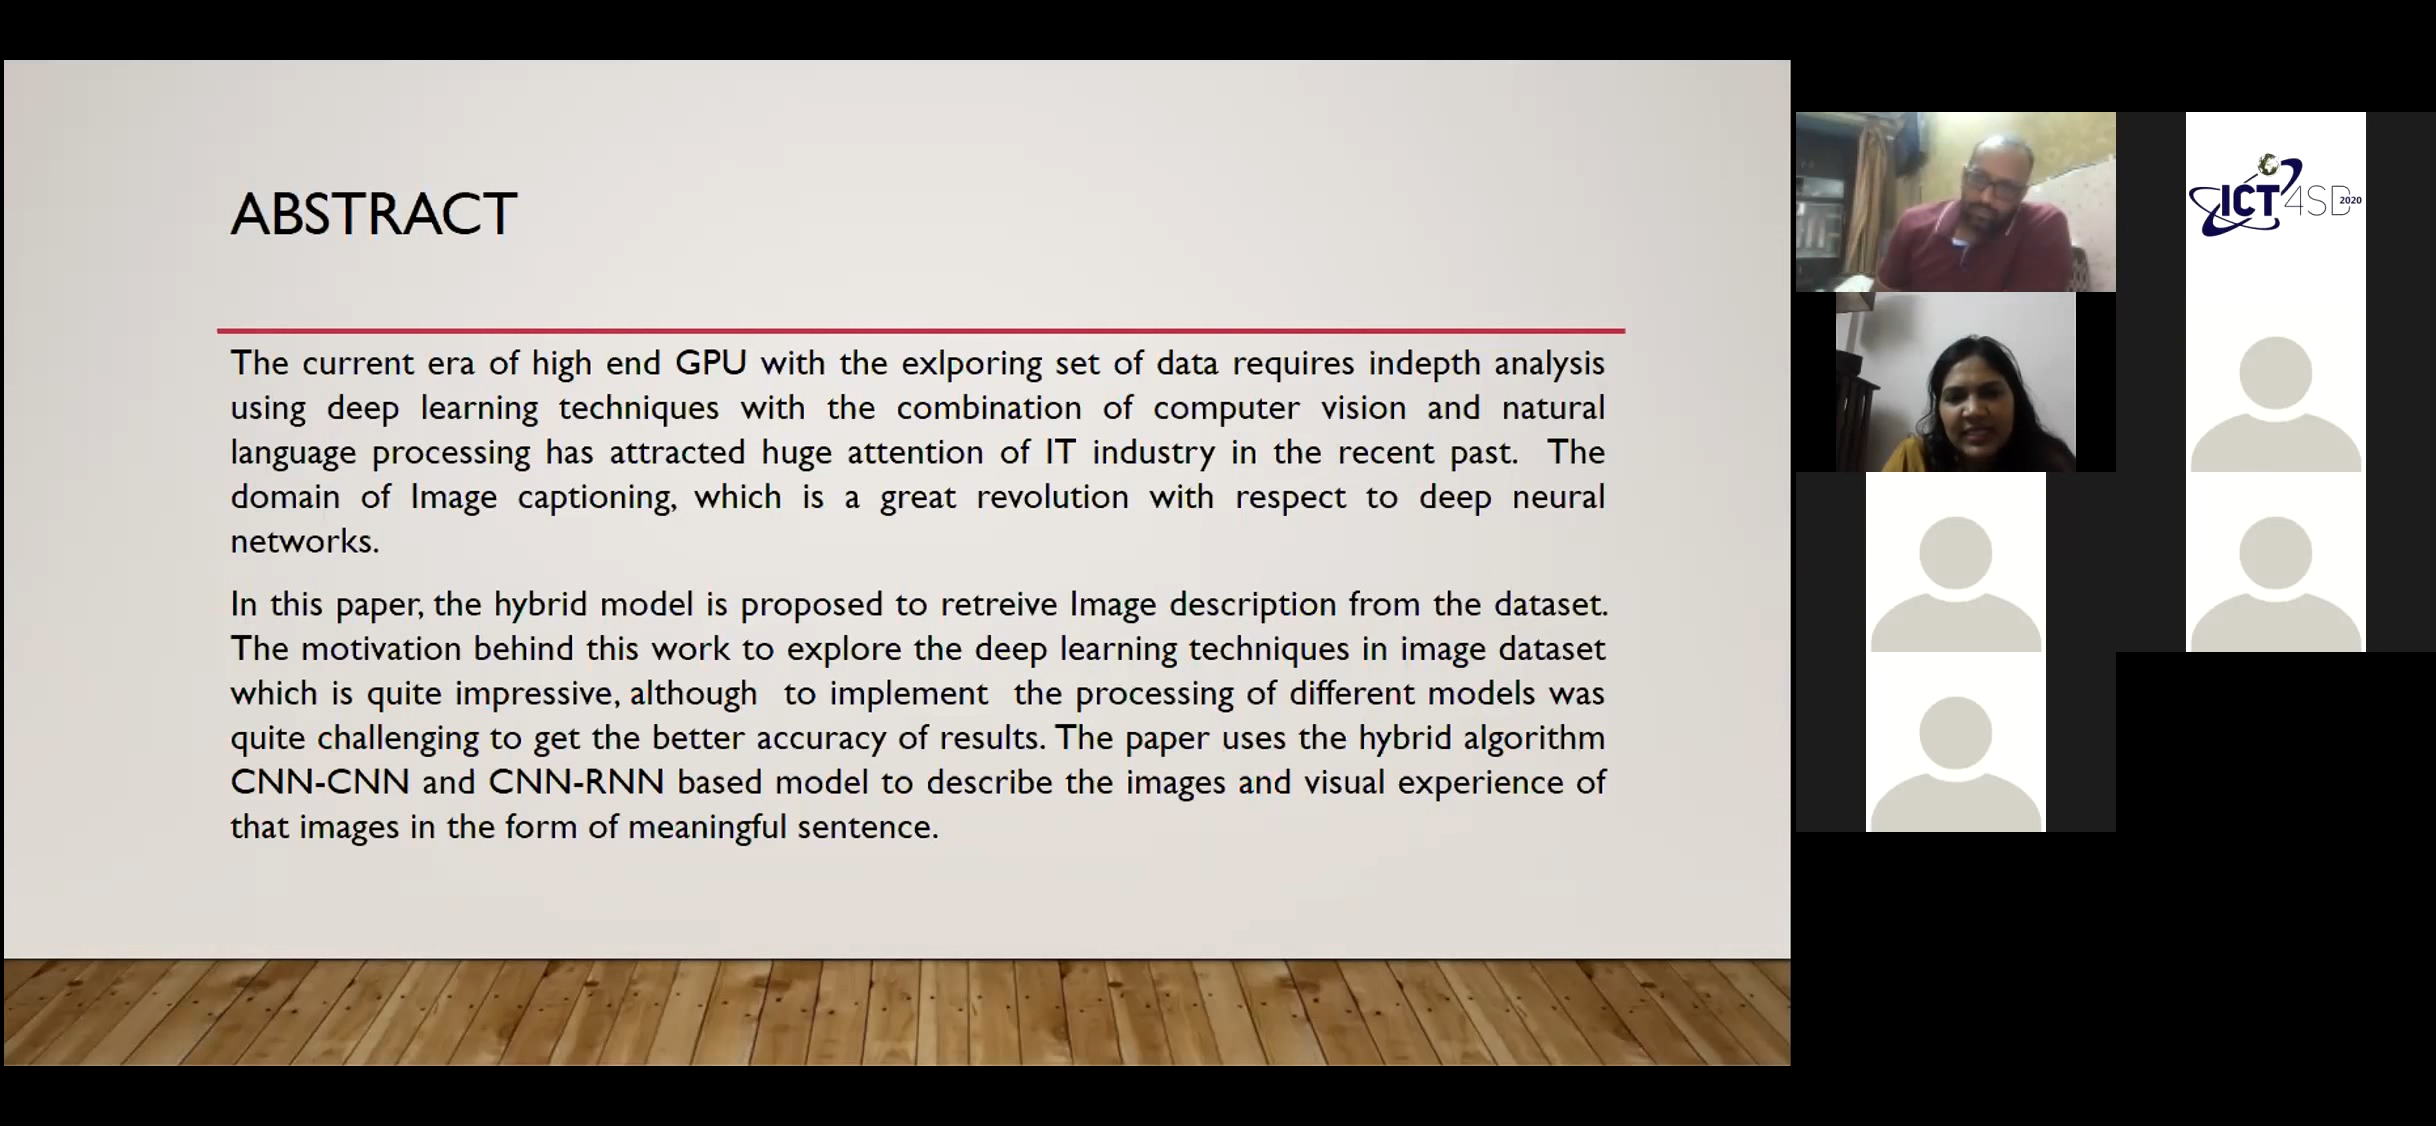 ABSTRACT
The current era of high end GPU with the exlporing set of data requires indepth analysis
using deep learning techniques with the combination of computer vision and natural
language processing has attracted huge attention of IT industry in the recent past. The
domain of Image captioning, which is a great revolution with respect to deep neural
networks.
In this paper, the hybrid model is proposed to retreive Image description from the dataset.
The motivation behind this work to explore the deep learning techniques in image dataset
which is quite impressive, although to implement the processing of different models was
quite challenging to get the better accuracy of results. The paper uses the hybrid algorithm
CNN-CNN and CNN-RNN based model to describe the images and visual experience of
that images in the form of meaningful sentence.
ICT4SD 2020